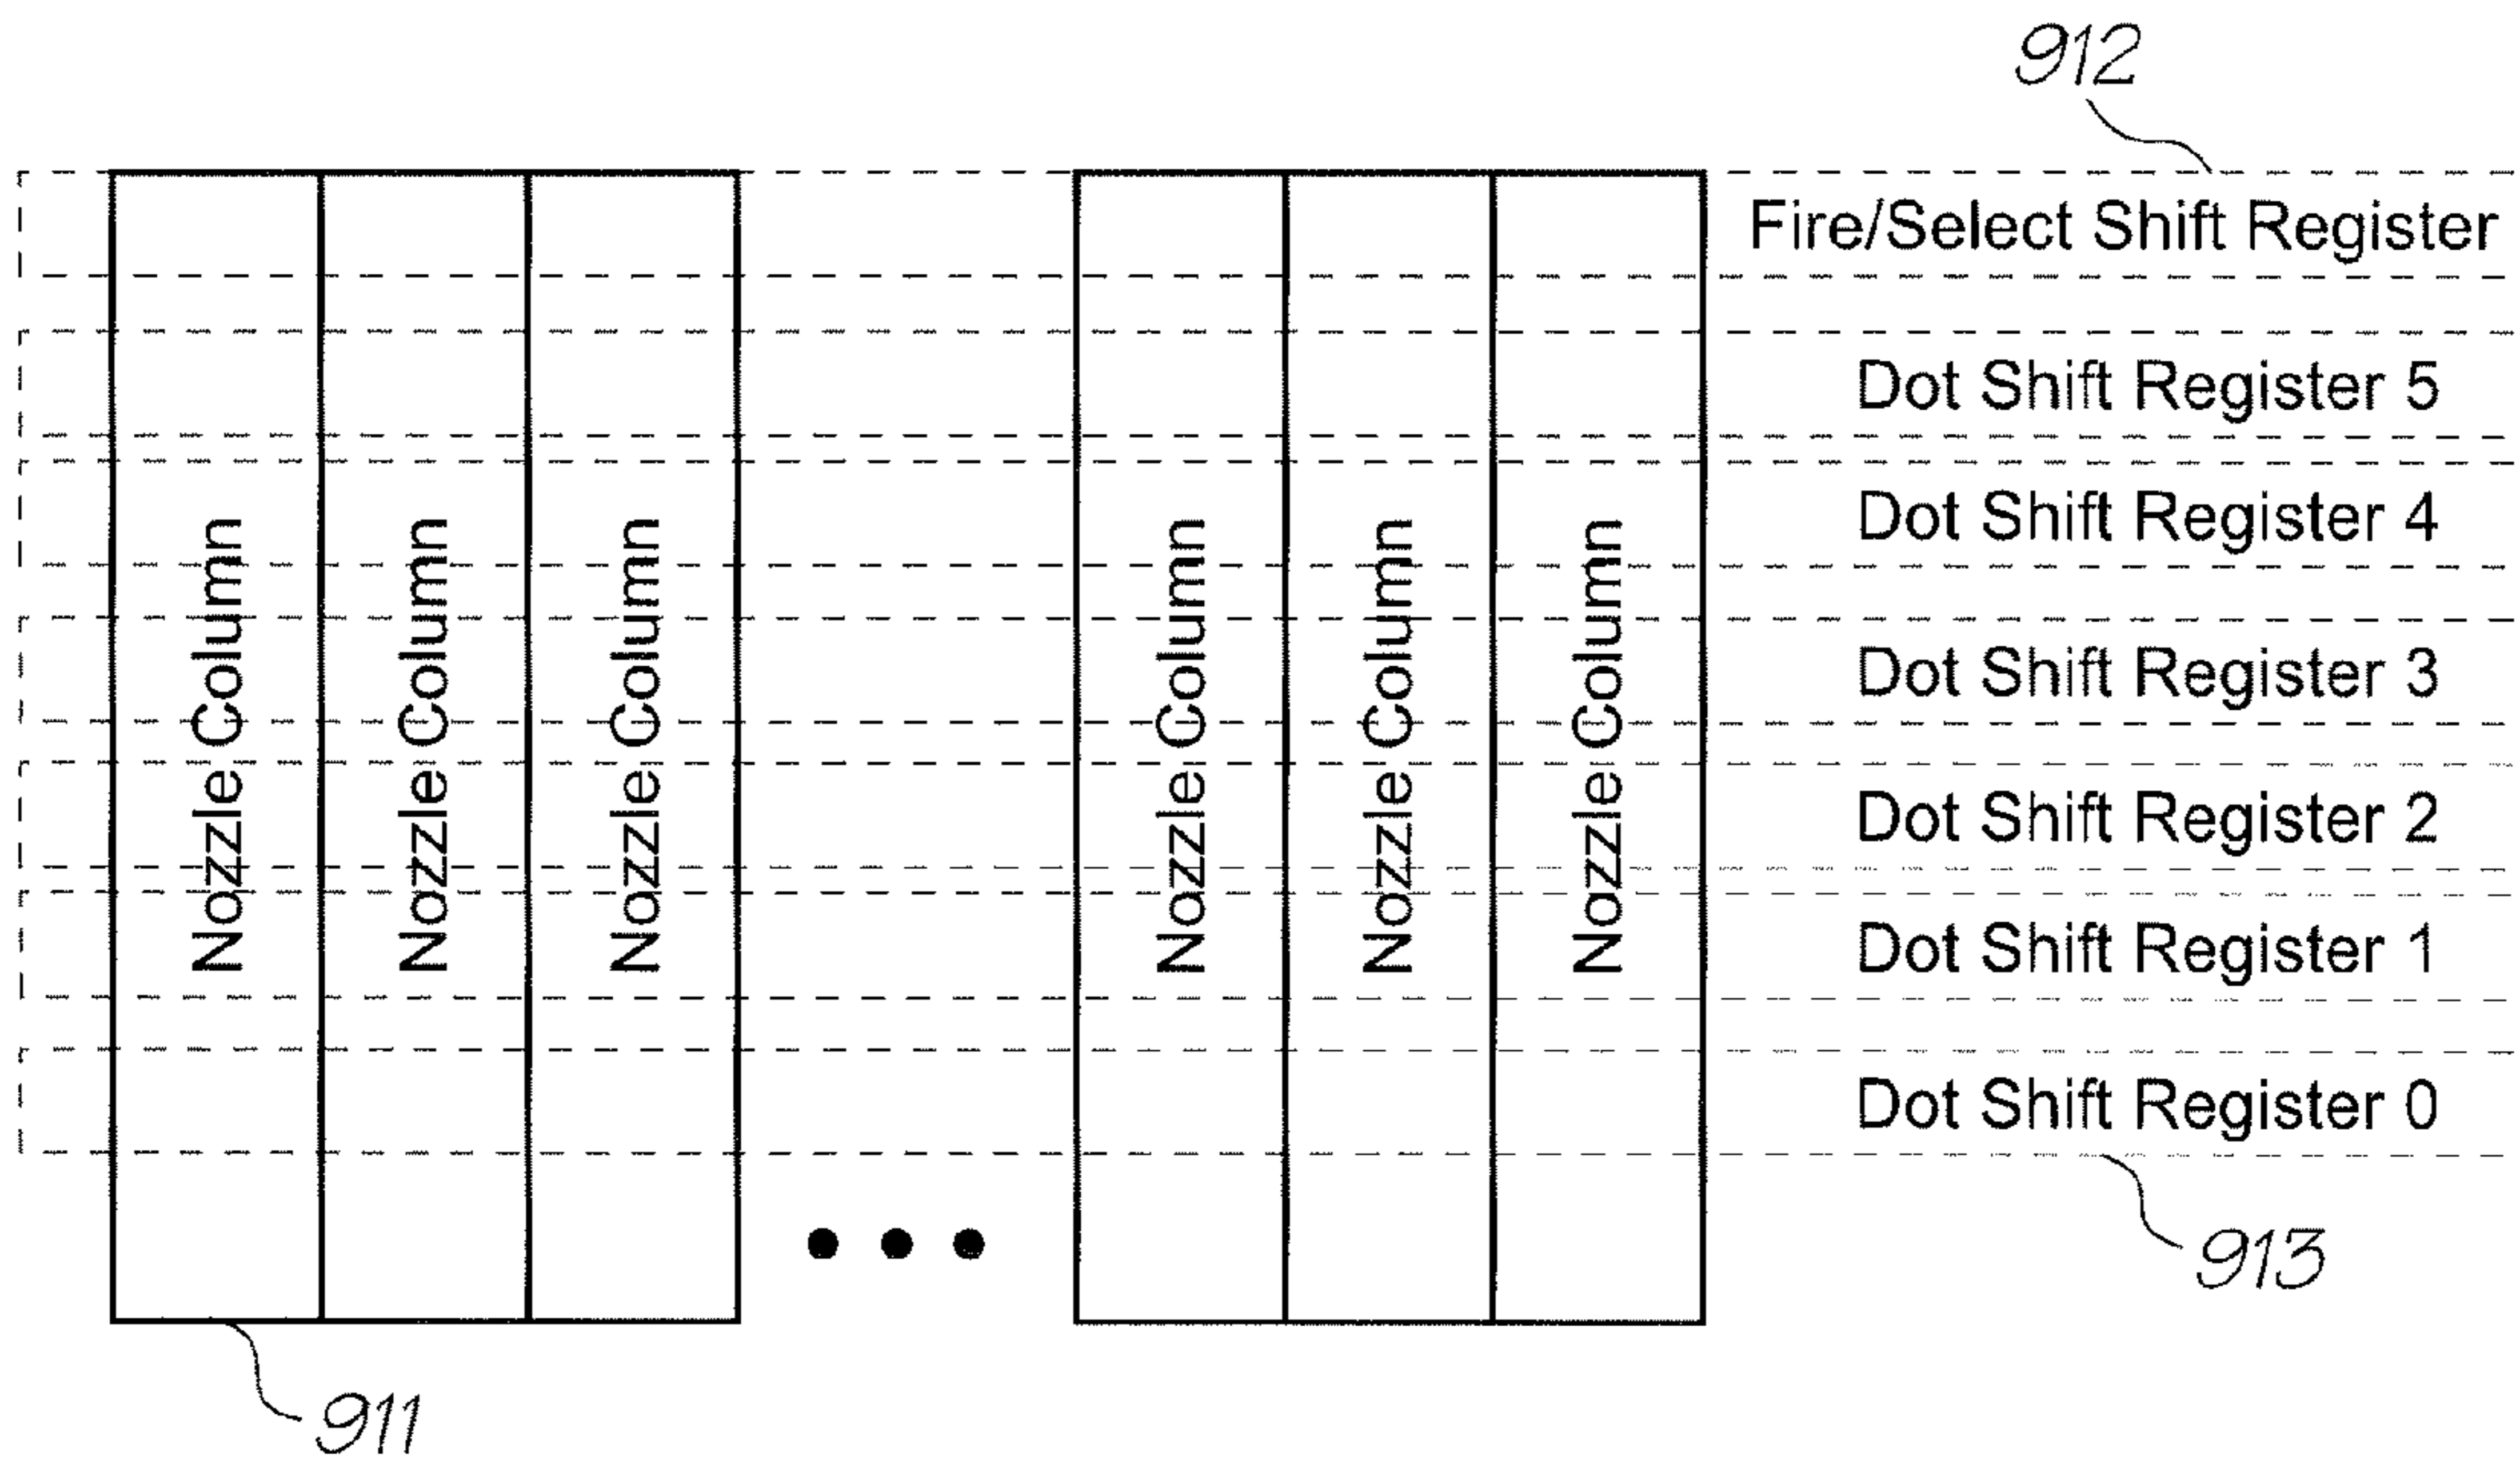 912
Fire/Select Shift Register
Dot Shift Register 5
Dot Shift Register 4
Dot Shift Register 3
Dot Shift Register 2
Dot Shift Register 1
Dot Shift Register 0
Nozzle Column
Nozzle Column
Nozzle Column
Nozzle Column
Nozzle Column
Nozzle Column
913
911